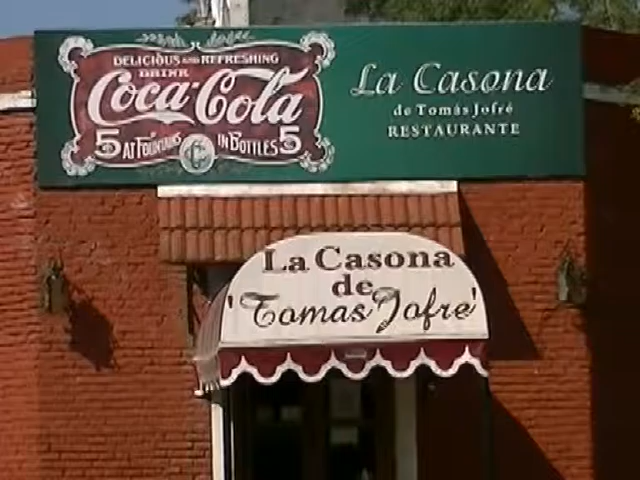 DELICIOUS AND REFRESHING
DRINK
Coca-Cola
5 AT FOUNTAINS IN BOTTLES 5
La Casona
de Tomás Jofré
RESTAURANTE
La Casona
de
'Tomas Jofre'